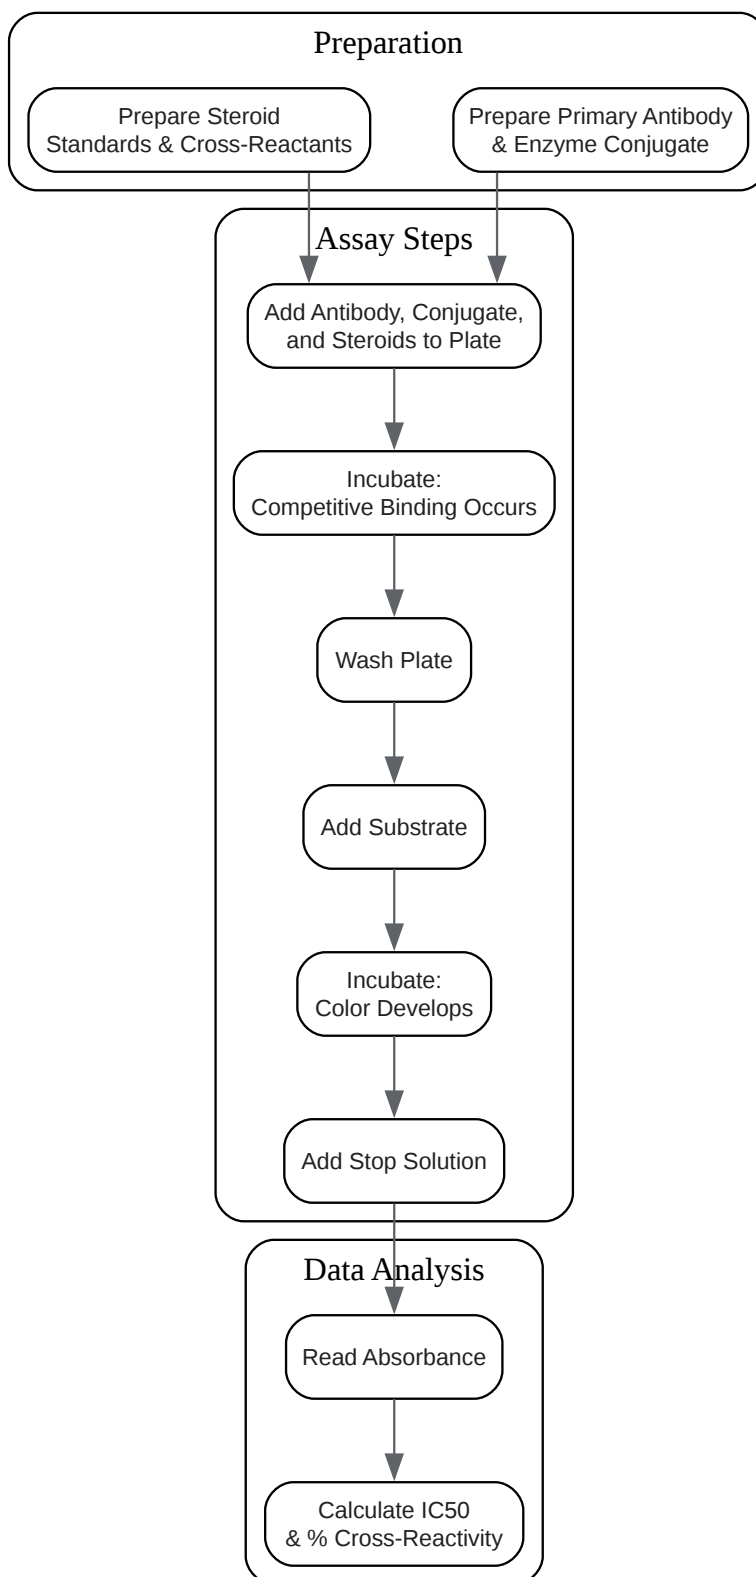 Preparation
Prepare Steroid
Standards & Cross-Reactants
Prepare Primary Antibody
& Enzyme Conjugate
Assay Steps
Add Antibody, Conjugate,
and Steroids to Plate
Incubate:
Competitive Binding Occurs
Wash Plate
Add Substrate
Incubate:
Color Develops
Add Stop Solution
Data Analysis
Read Absorbance
Calculate IC50
& % Cross-Reactivity